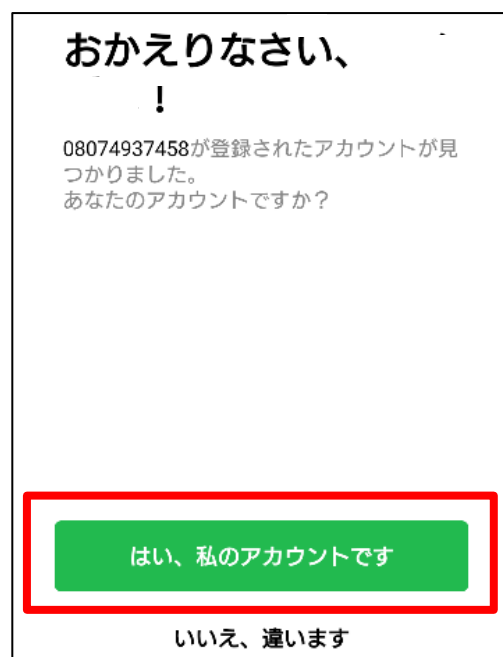 おかえりなさい、
!
08074937458が登録されたアカウントが見
つかりました。
あなたのアカウントですか？
はい、私のアカウントです
いいえ、違います